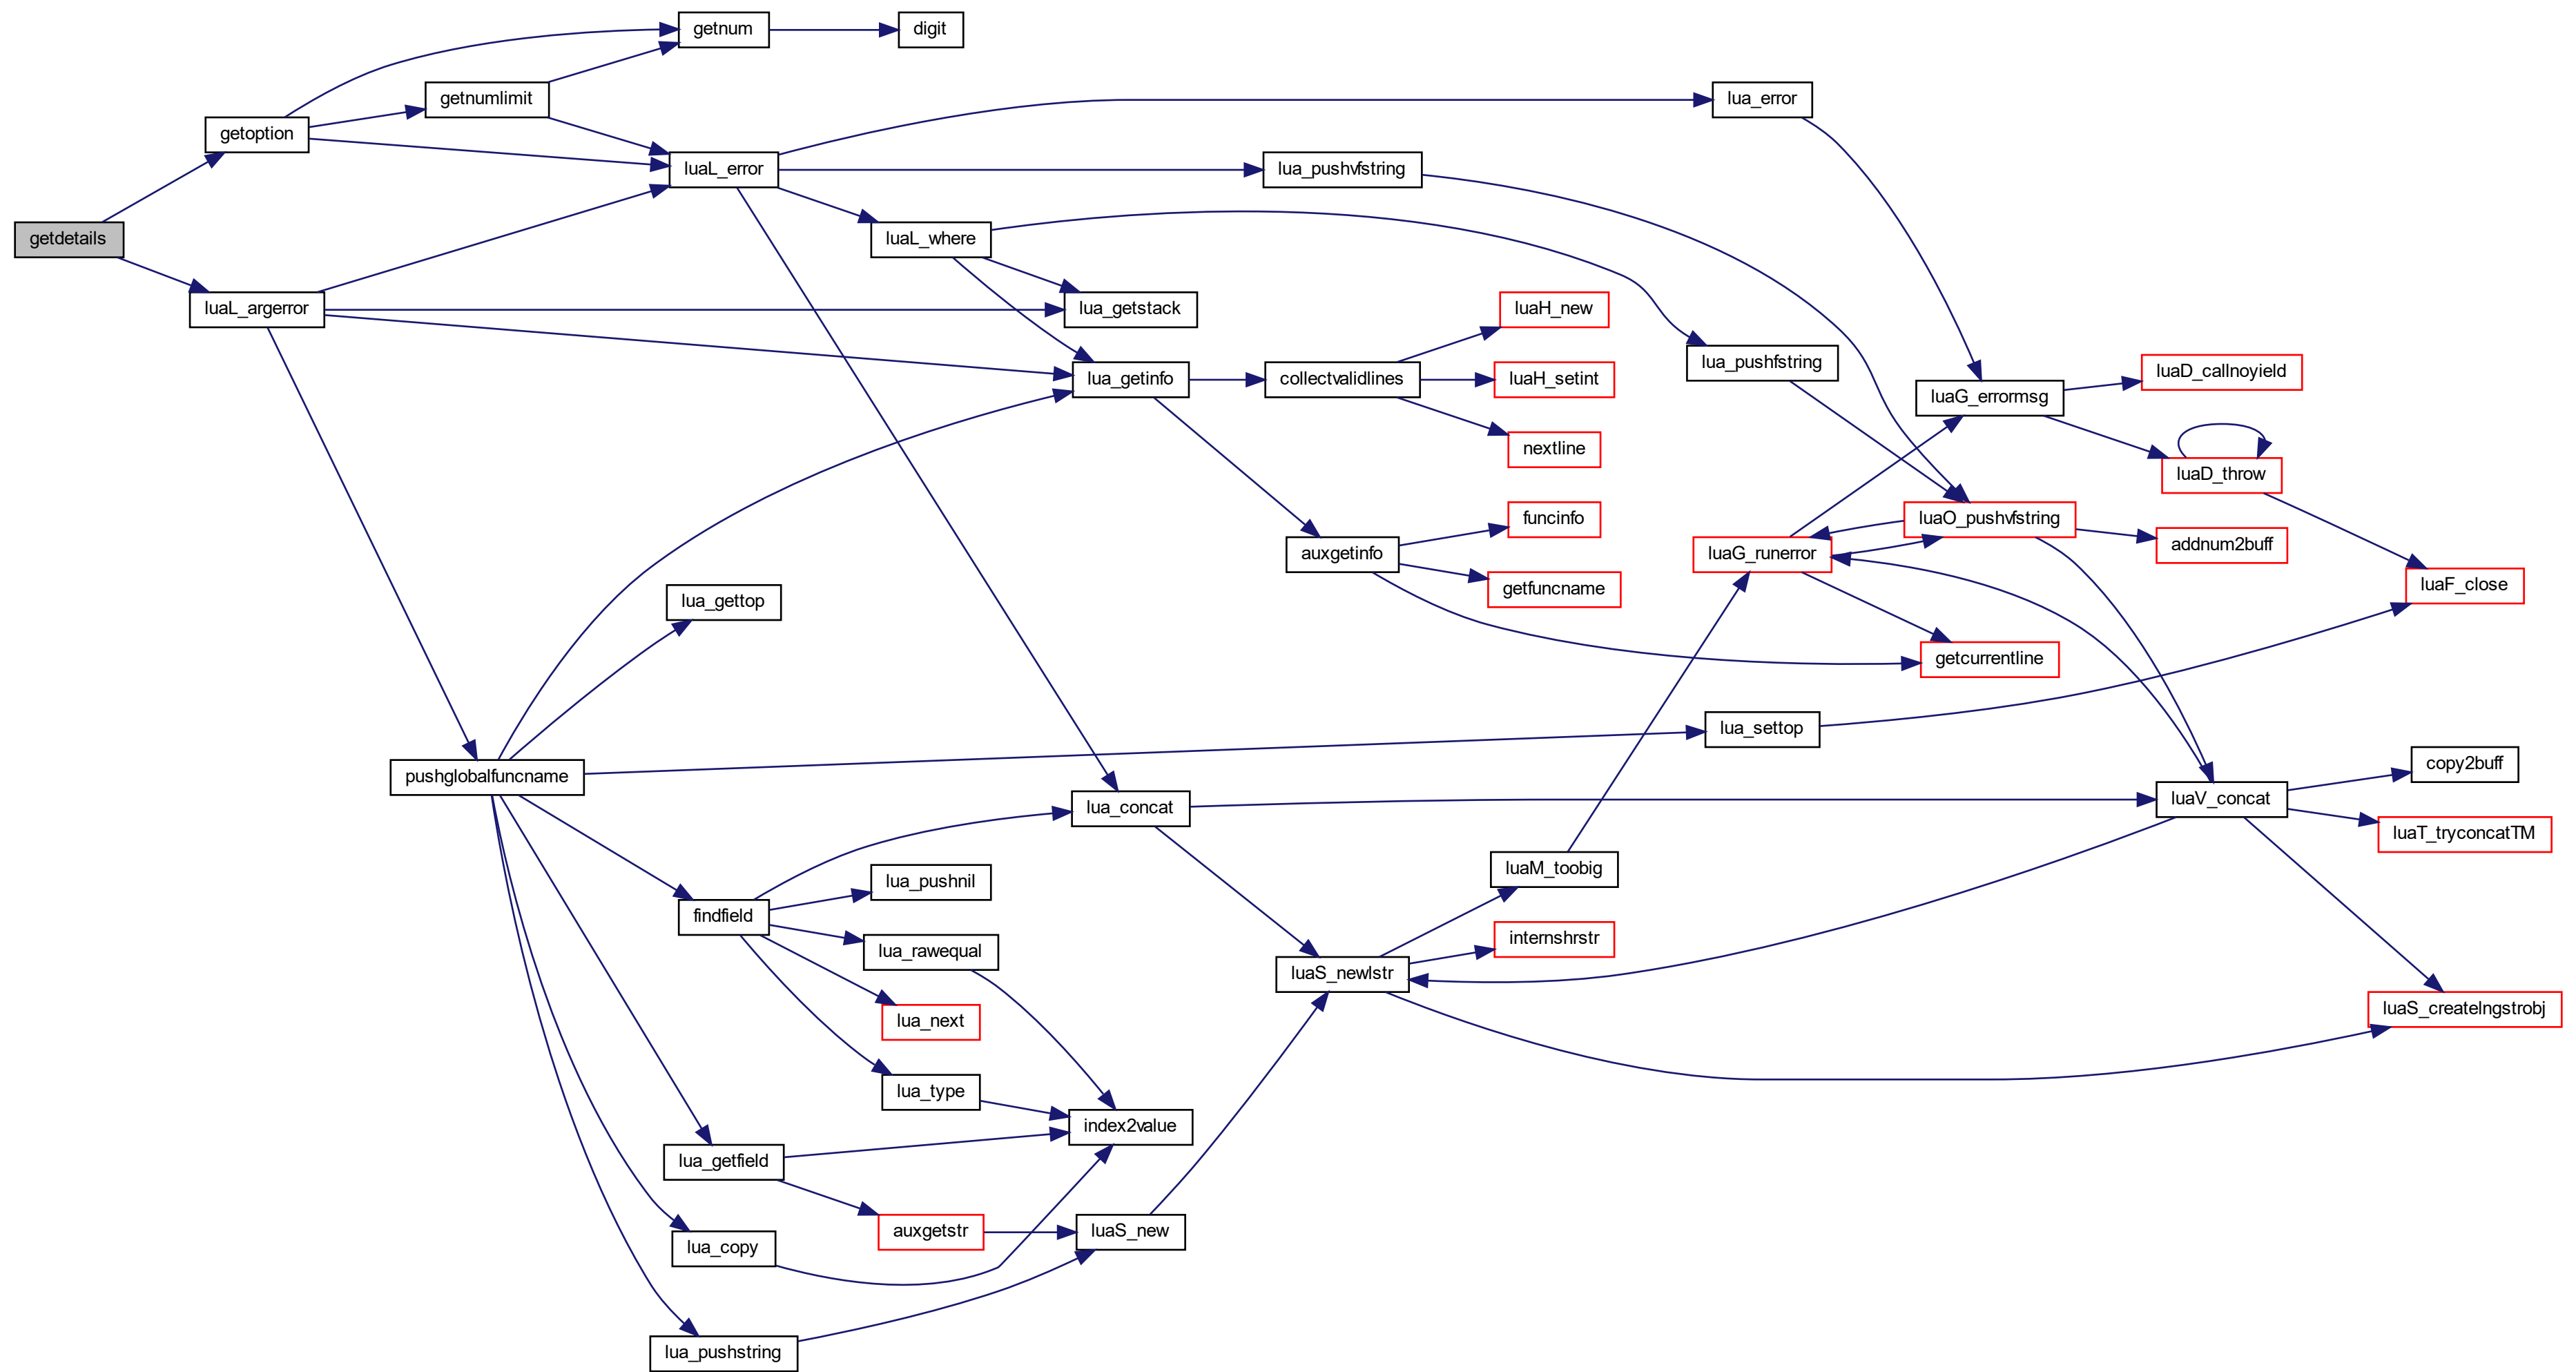 getnum
digit
getnumlimit
lua_error
getoption
luaL_error
lua_pushvfstring
getdetails
luaL_where
luaL_argerror
lua_getstack
luaH_new
lua_pushfstring
luaD_callnoyield
lua_getinfo
collectvalidlines
luaH_setint
luaG_errormsg
nextline
luaD_throw
funcinfo
luaO_pushvfstring
auxgetinfo
luaG_runerror
addnum2buff
getfuncname
luaF_close
lua_gettop
getcurrentline
lua_settop
pushglobalfuncname
copy2buff
lua_concat
luaV_concat
luaT_tryconcatTM
lua_pushnil
luaM_toobig
findfield
lua_rawequal
internshrstr
luaS_newlstr
lua_next
luaS_createlngstrobj
lua_type
index2value
lua_getfield
auxgetstr
luaS_new
lua_copy
lua_pushstring